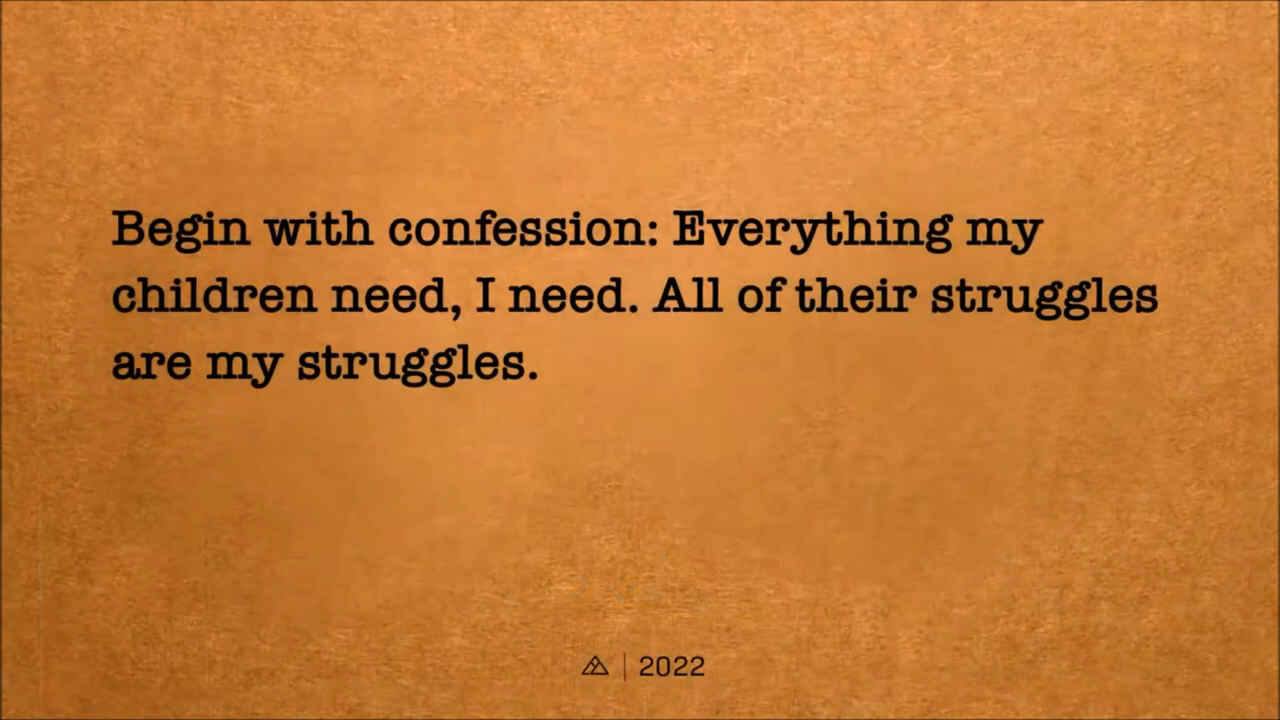 Begin with confession: Everything my
children need, I need. All of their struggles
are my struggles.
2022